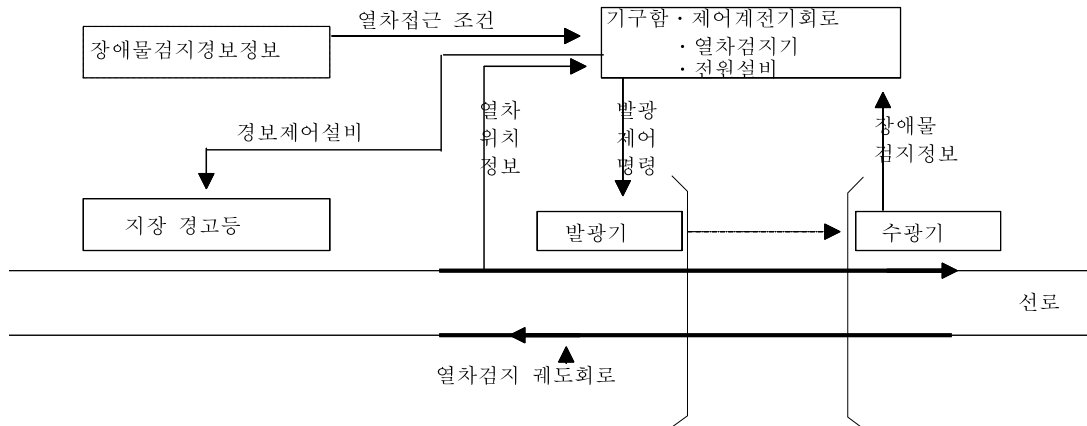 열차접근 조건
기구함 · 제어계전기회로
· 열차검지기
· 전원설비
장애물검지경보정보
열차
위치
정보
발광
제어
명령
장애물
검지정보
경보제어설비
지장 경고등
발광기
수광기
선로
열차검지 궤도회로